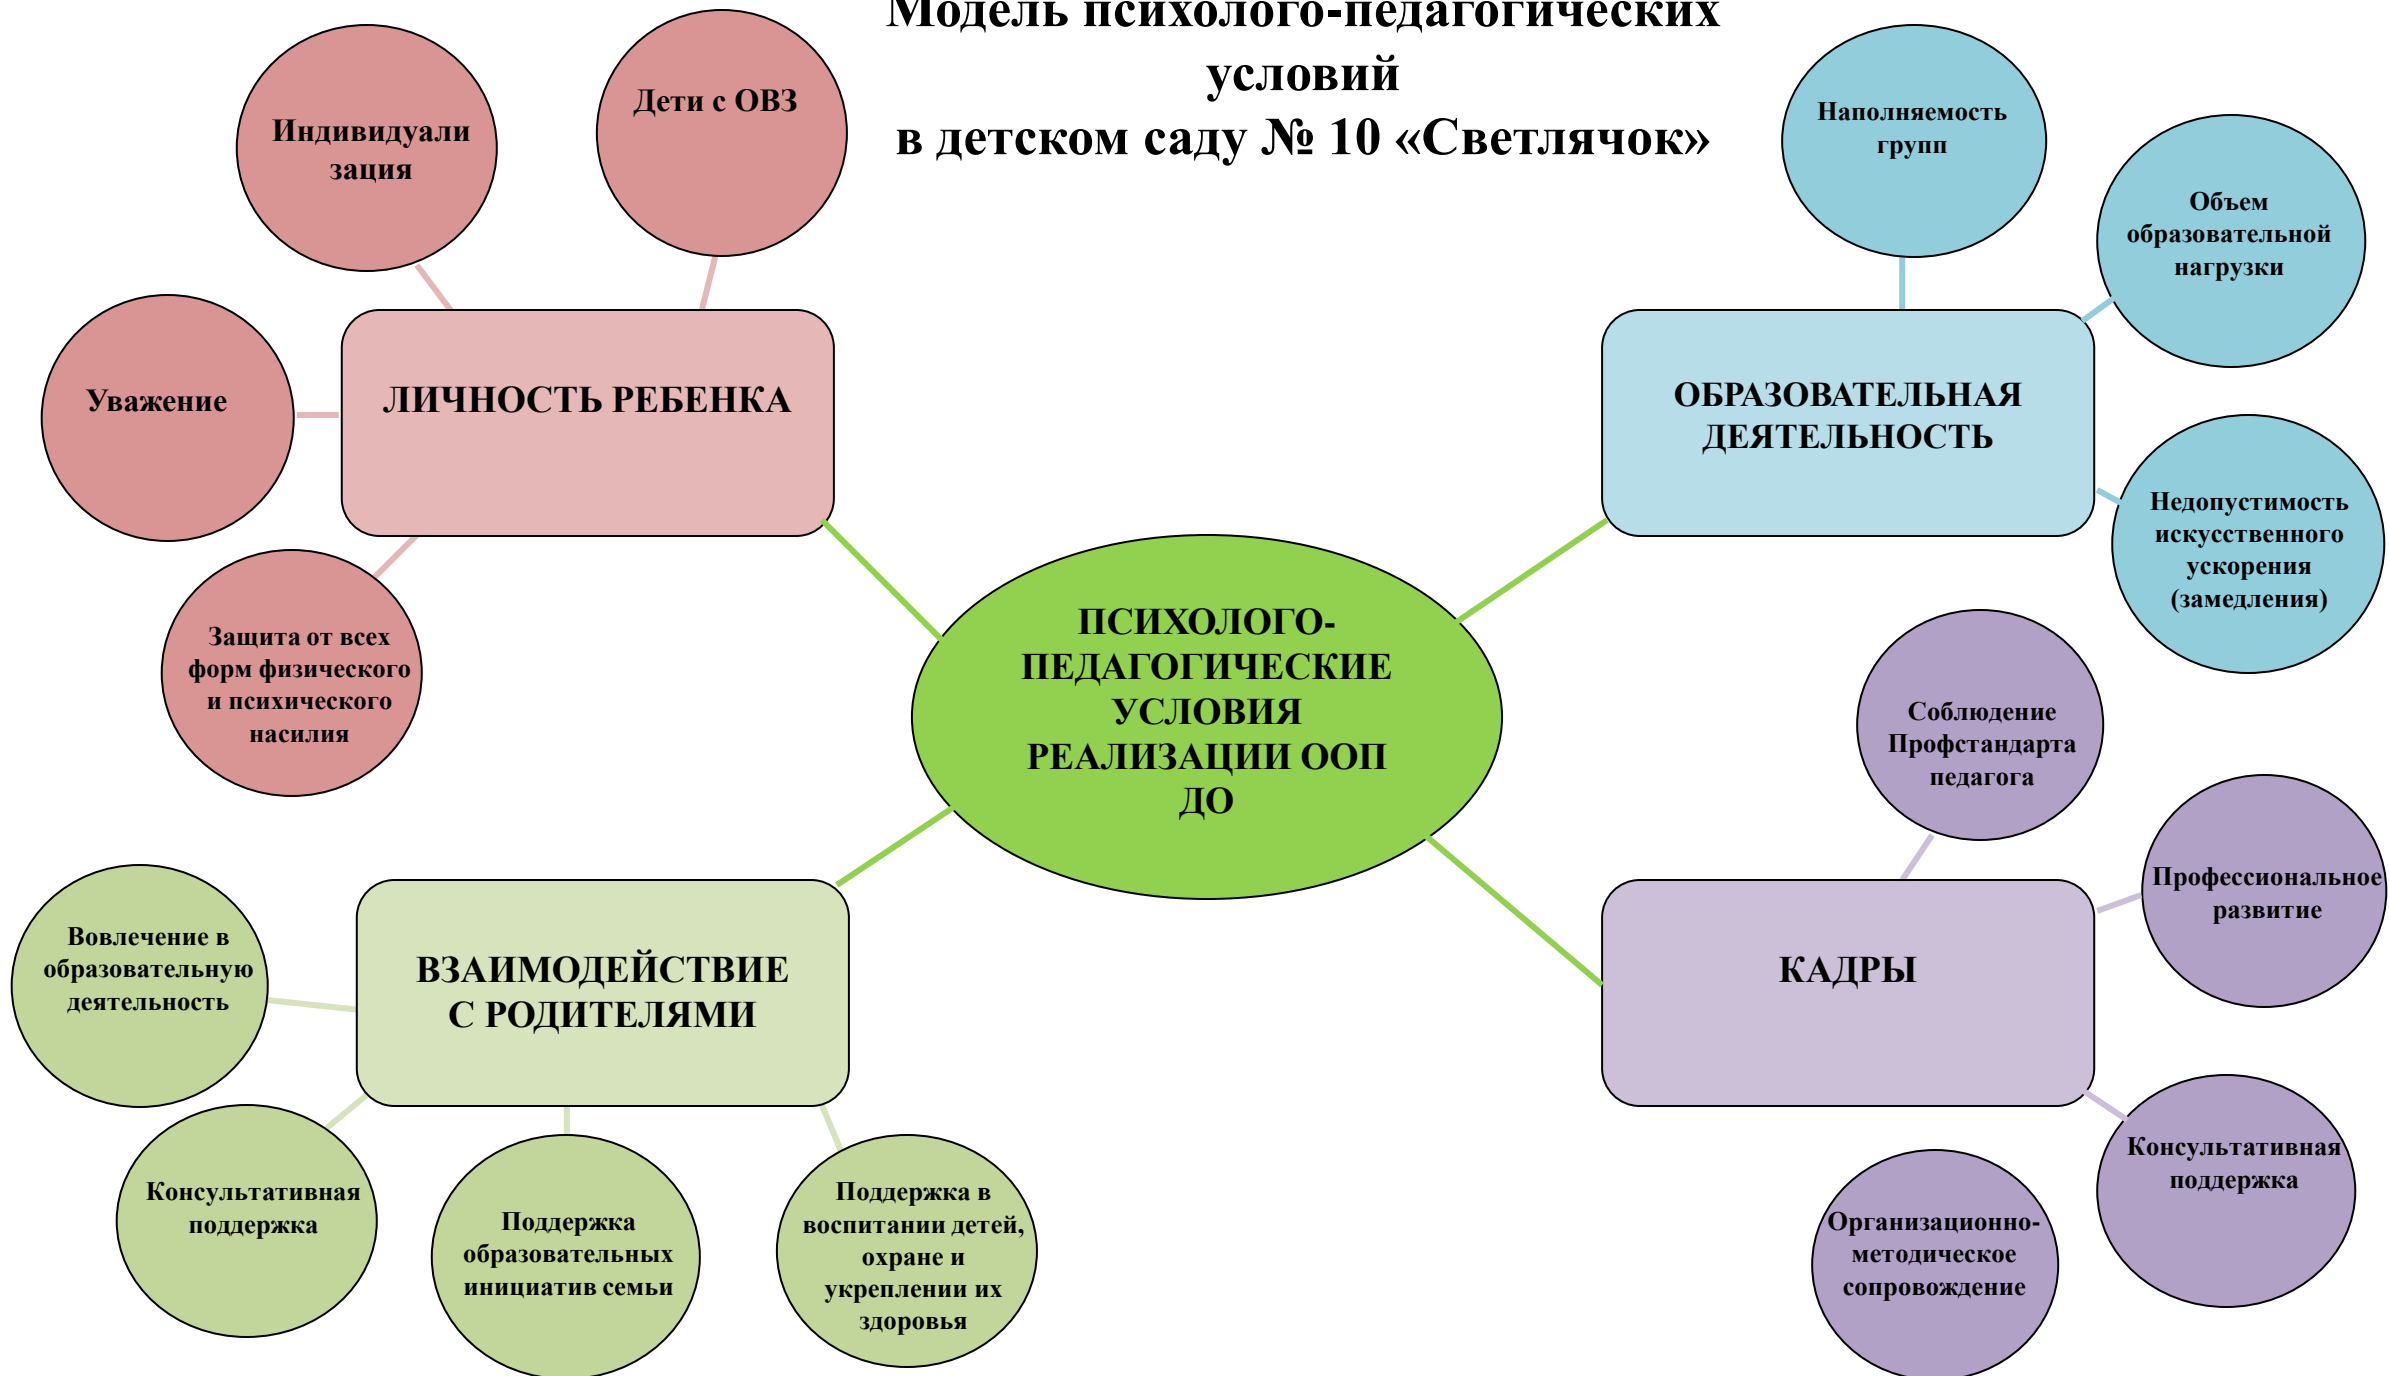 Модель психолого-педагогических
условий
в детском саду № 10 «Светлячок»
Индивидуали
зация
Дети с ОВЗ
Уважение
ЛИЧНОСТЬ РЕБЕНКА
Защита от всех
форм физического
и психического
насилия
Наполняемость
групп
Объем
образовательной
нагрузки
ОБРАЗОВАТЕЛЬНАЯ
ДЕЯТЕЛЬНОСТЬ
Недопустимость
искусственного
ускорения
(замедления)
ПСИХОЛОГО-
ПЕДАГОГИЧЕСКИЕ
УСЛОВИЯ
РЕАЛИЗАЦИИ ООП
ДО
Вовлечение в
образовательную
деятельность
ВЗАИМОДЕЙСТВИЕ
С РОДИТЕЛЯМИ
Консультативная
поддержка
Поддержка
образовательных
инициатив семьи
Поддержка в
воспитании детей,
охране и
укреплении их
здоровья
Соблюдение
Профстандарта
педагога
Профессиональное
развитие
КАДРЫ
Консультативная
поддержка
Организационно-
методическое
сопровождение